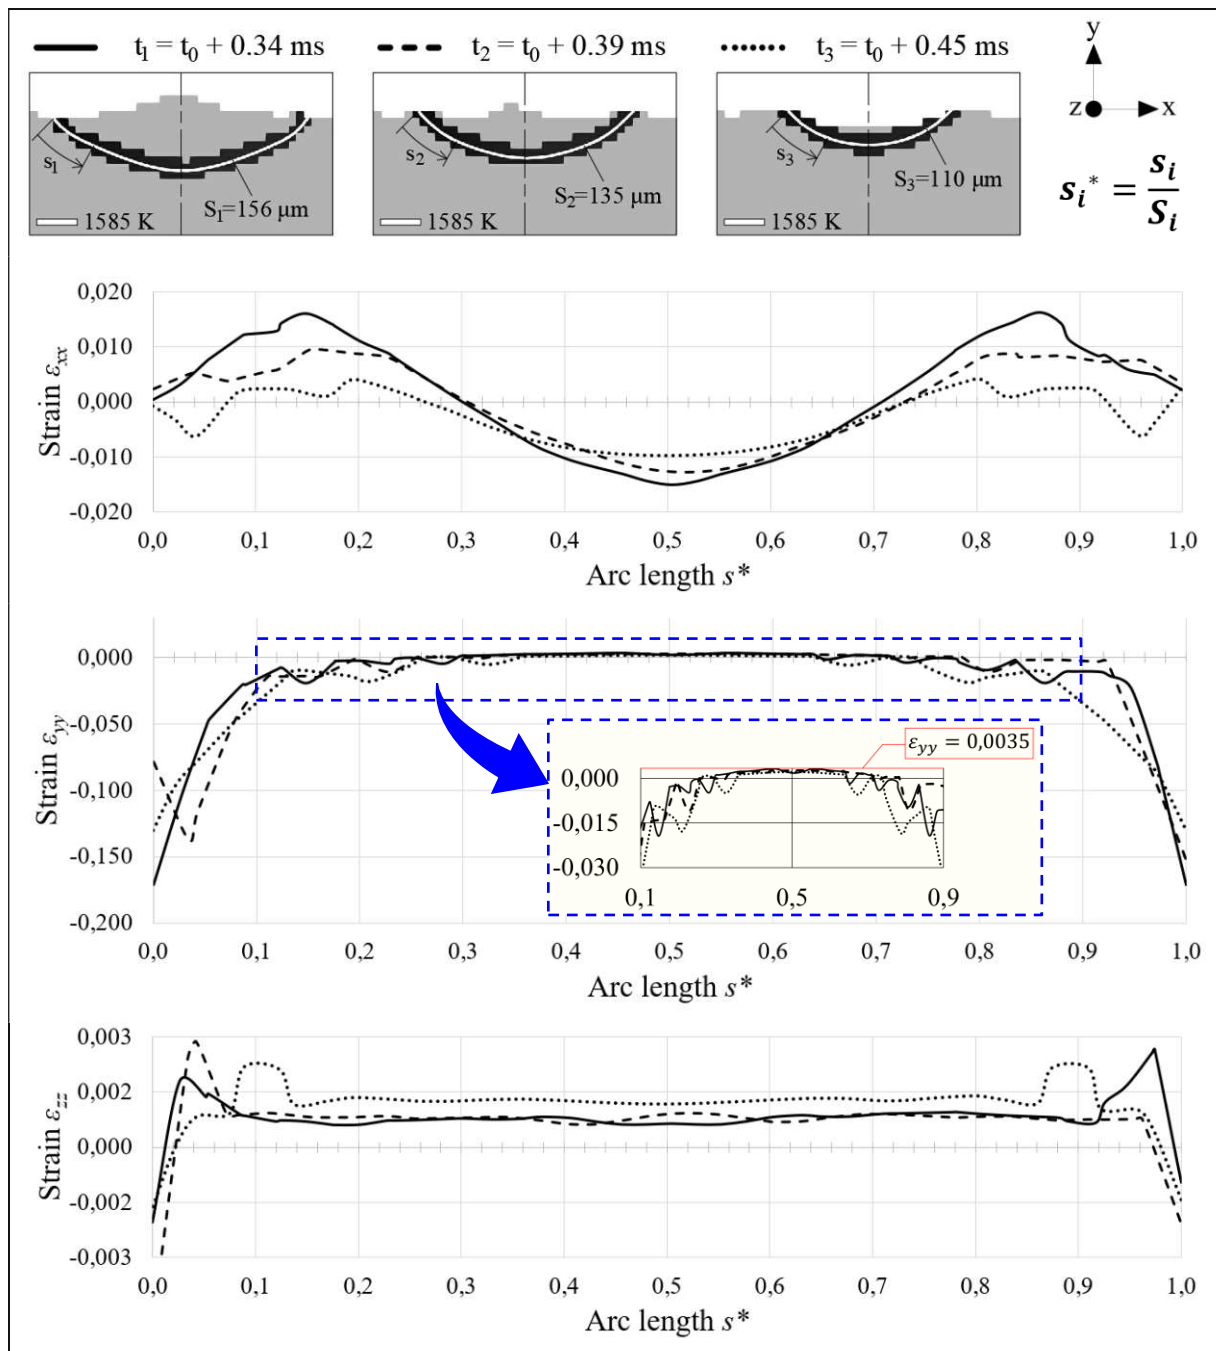 t₁ = t₀ + 0.34 ms
t₂ = t₀ + 0.39 ms
t₃ = t₀ + 0.45 ms
y
z
x
s₁
S₁=156 μm
1585 K
s₂
S₂=135 μm
1585 K
s₃
S₃=110 μm
1585 K
sᵢ* = sᵢ/Sᵢ
Strain εₓₓ
0,020
0,010
0,000
-0,010
-0,020
0,0 0,1 0,2 0,3 0,4 0,5 0,6 0,7 0,8 0,9 1,0
Arc length s*
Strain ε_yy
0,000
-0,050
-0,100
-0,150
-0,200
ε_yy = 0,0035
0,000
-0,015
-0,030
0,1 0,5 0,9
0,0 0,1 0,2 0,3 0,4 0,5 0,6 0,7 0,8 0,9 1,0
Arc length s*
Strain ε_zz
0,003
0,002
0,000
-0,002
-0,003
0,0 0,1 0,2 0,3 0,4 0,5 0,6 0,7 0,8 0,9 1,0
Arc length s*